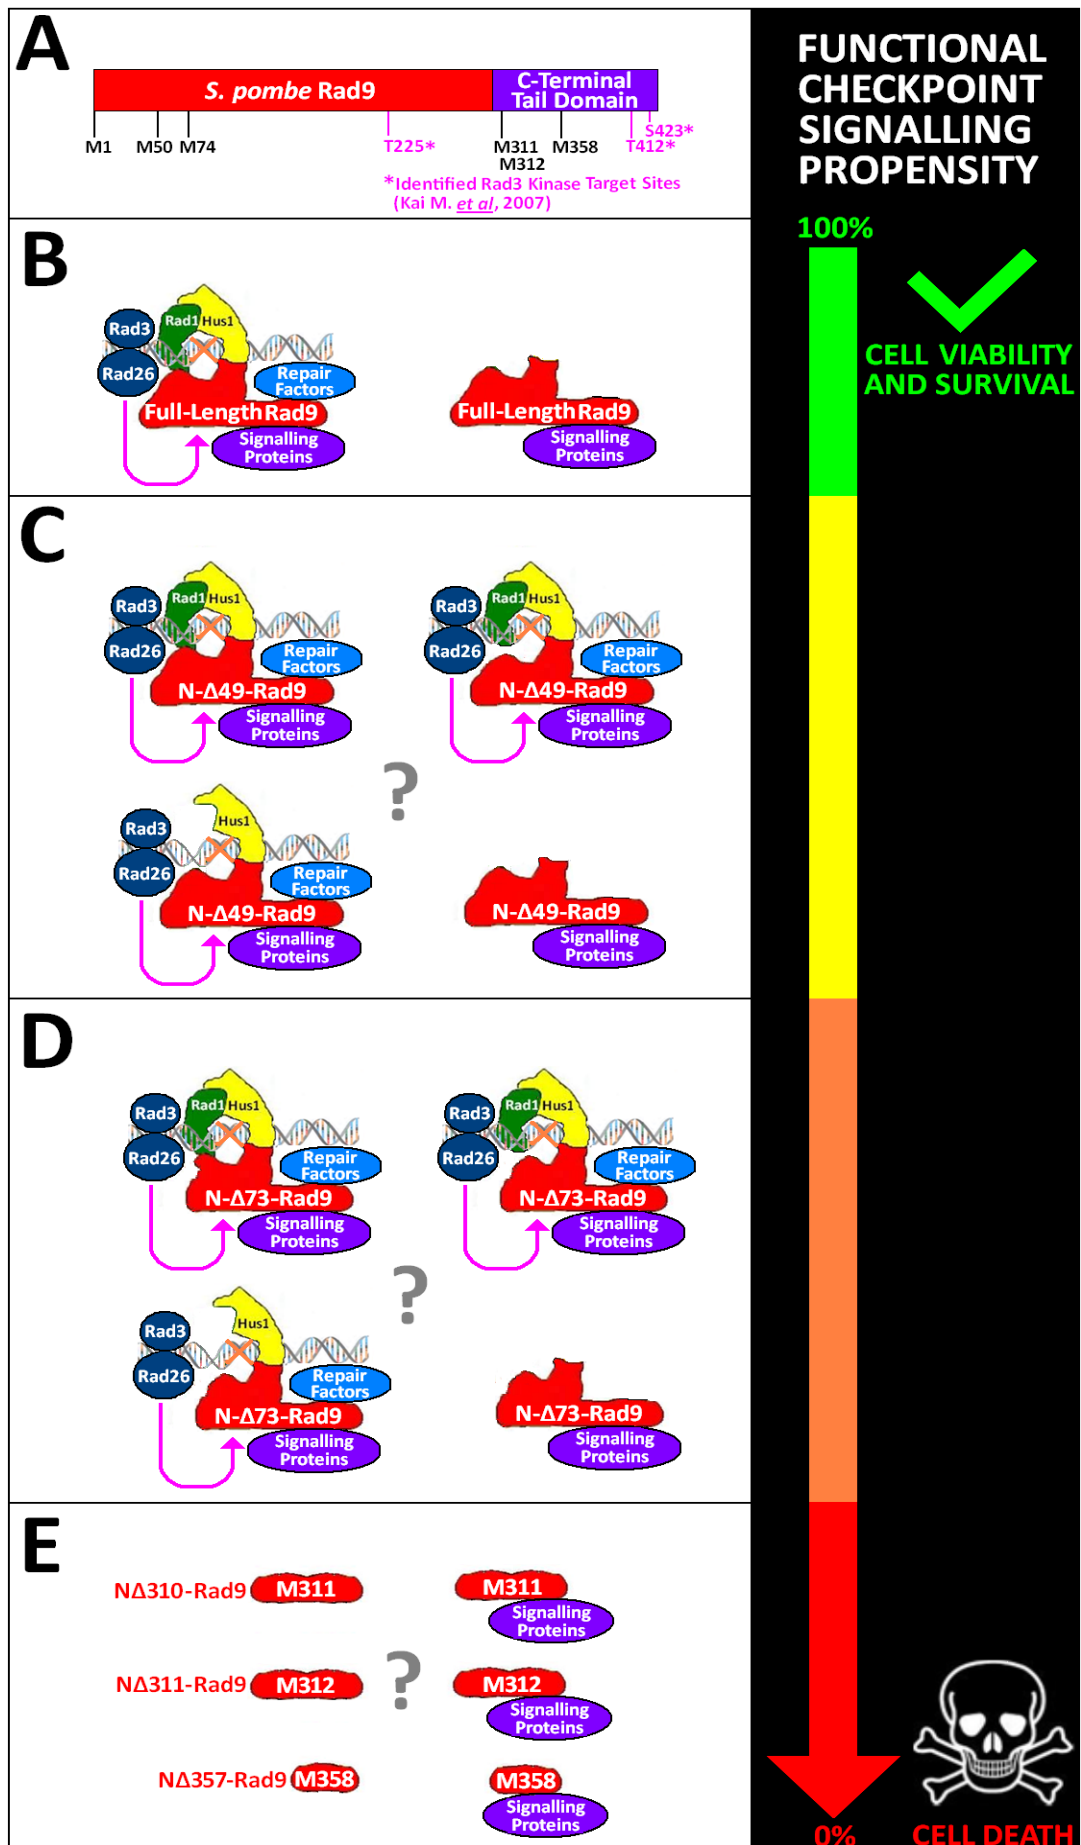 A
S. pombe Rad9
C-Terminal
Tail Domain
M1
M50
M74
T225*
M311
M312
M358
T412*
S423*
*Identified Rad3 Kinase Target Sites
(Kai M. et al, 2007)
FUNCTIONAL
CHECKPOINT
SIGNALLING
PROPENSITY
100%
CELL VIABILITY
AND SURVIVAL
B
Rad3
Rad26
Rad1
Hus1
Repair
Factors
Full-Length Rad9
Signalling
Proteins
Full-Length Rad9
Signalling
Proteins
C
Rad3
Rad26
Rad1
Hus1
Repair
Factors
N-Δ49-Rad9
Signalling
Proteins
Rad3
Rad26
Rad1
Hus1
Repair
Factors
N-Δ49-Rad9
Signalling
Proteins
?
Rad3
Rad26
Hus1
Repair
Factors
N-Δ49-Rad9
Signalling
Proteins
N-Δ49-Rad9
Signalling
Proteins
D
Rad3
Rad26
Rad1
Hus1
Repair
Factors
N-Δ73-Rad9
Signalling
Proteins
Rad3
Rad26
Rad1
Hus1
Repair
Factors
N-Δ73-Rad9
Signalling
Proteins
?
Rad3
Rad26
Hus1
Repair
Factors
N-Δ73-Rad9
Signalling
Proteins
N-Δ73-Rad9
Signalling
Proteins
E
NΔ310-Rad9
M311
M311
Signalling
Proteins
NΔ311-Rad9
M312
?
M312
Signalling
Proteins
NΔ357-Rad9
M358
M358
Signalling
Proteins
0%
CELL DEATH